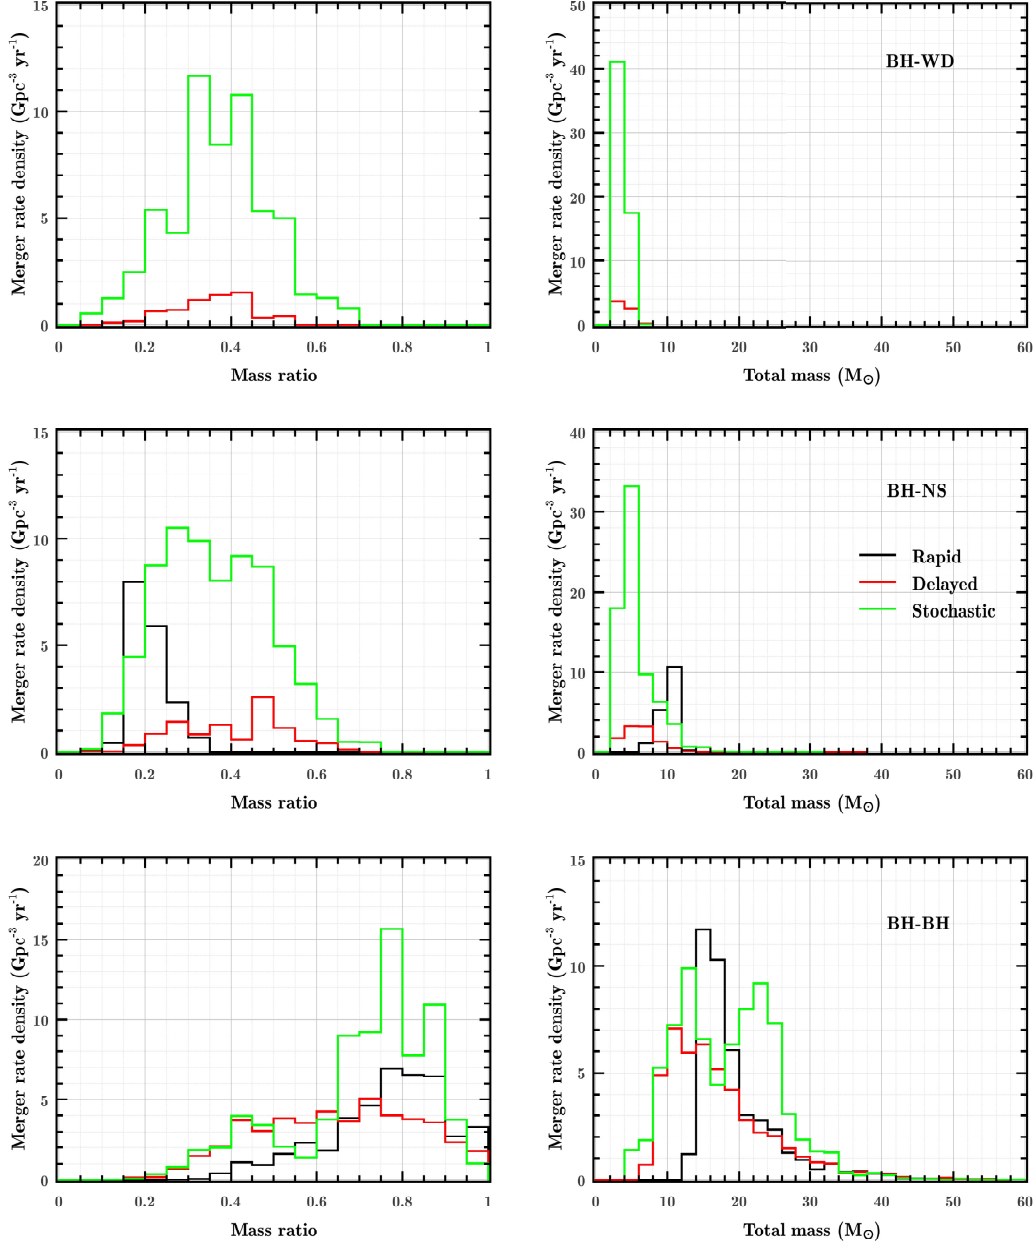 15
10
5
0
Merger rate density (Gpc⁻³ yr⁻¹)
0 0.2 0.4 0.6 0.8 1
Mass ratio
50
40
30
20
10
0
Merger rate density (Gpc⁻³ yr⁻¹)
BH-WD
0 10 20 30 40 50 60
Total mass (M⊙)
15
10
5
0
Merger rate density (Gpc⁻³ yr⁻¹)
0 0.2 0.4 0.6 0.8 1
Mass ratio
40
30
20
10
0
Merger rate density (Gpc⁻³ yr⁻¹)
BH-NS
Rapid
Delayed
Stochastic
0 10 20 30 40 50 60
Total mass (M⊙)
20
15
10
5
0
Merger rate density (Gpc⁻³ yr⁻¹)
0 0.2 0.4 0.6 0.8 1
Mass ratio
15
10
5
0
Merger rate density (Gpc⁻³ yr⁻¹)
BH-BH
0 10 20 30 40 50 60
Total mass (M⊙)